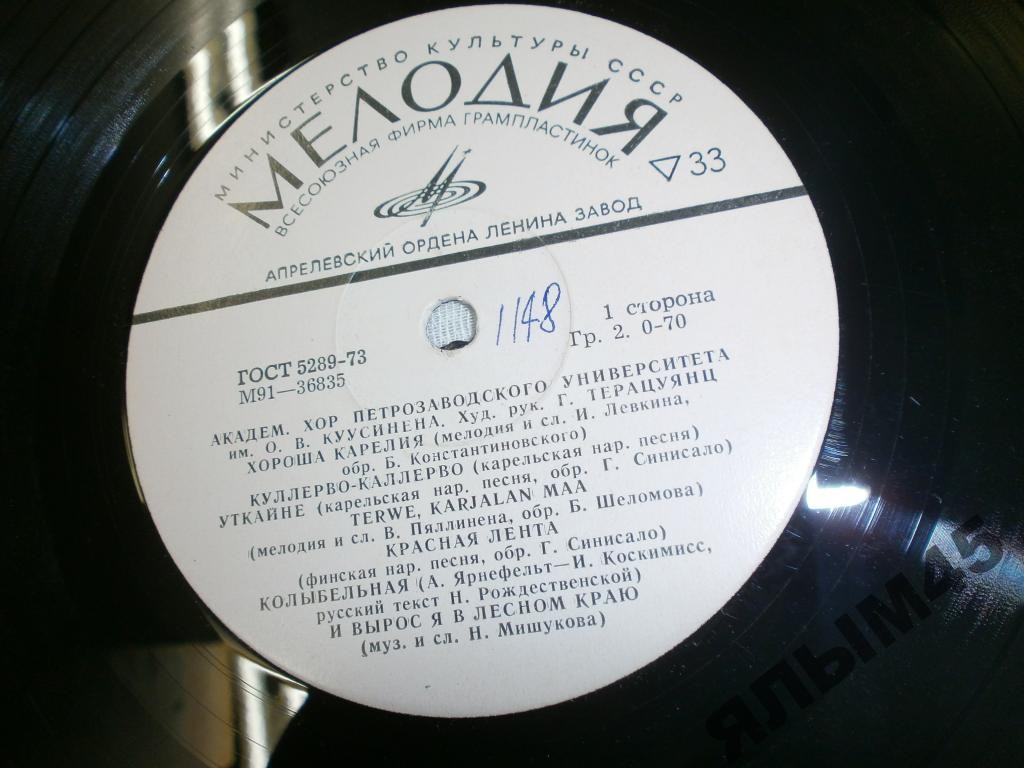 МИНИСТЕРСТВО КУЛЬТУРЫ СССР
МЕЛОДИЯ
ВСЕСОЮЗНАЯ ФИРМА ГРАМПЛАСТИНОК
33
АПРЕЛЕВСКИЙ ОРДЕНА ЛЕНИНА ЗАВОД
1148
1 сторона
Гр. 2. 0-70
ГОСТ 5289-73
М91—36835
АКАДЕМ. ХОР ПЕТРОЗАВОДСКОГО УНИВЕРСИТЕТА
им. О. В. КУУСИНЕНА. Худ. рук. Г. ТЕРАЦУЯНЦ
ХОРОША КАРЕЛИЯ (мелодия и сл. И. Левкина,
обр. Б. Константиновского)
КУЛЛЕРВО-КАЛЛЕРВО (карельская нар. песня)
УТКАЙНЕ (карельская нар. песня, обр. Г. Синисало)
TERWE, KARJALAN MAA
(мелодия и сл. В. Пяллинена, обр. Б. Шеломова)
КРАСНАЯ ЛЕНТА
(финская нар. песня, обр. Г. Синисало)
КОЛЫБЕЛЬНАЯ (А. Ярнефельт—И. Коскимисс,
русский текст Н. Рождественской)
И ВЫРОС Я В ЛЕСНОМ КРАЮ
(муз. и сл. Н. Мишукова)
ЯЛЫМ45